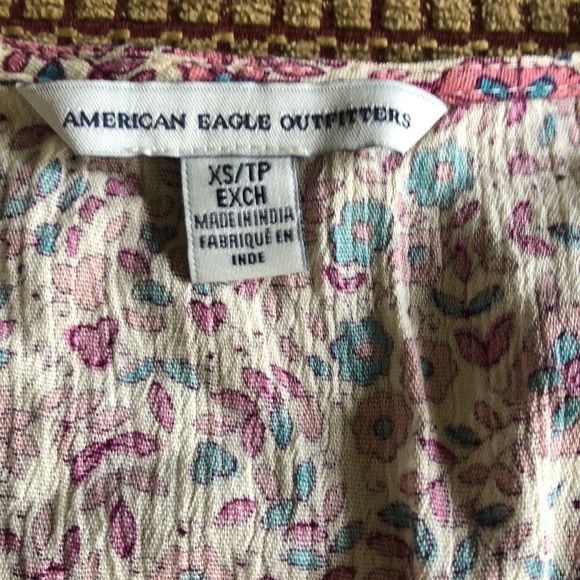 AMERICAN EAGLE OUTFITTERS
XS/TP
EXCH
MADE IN INDIA
FABRIQUÉ EN
INDE